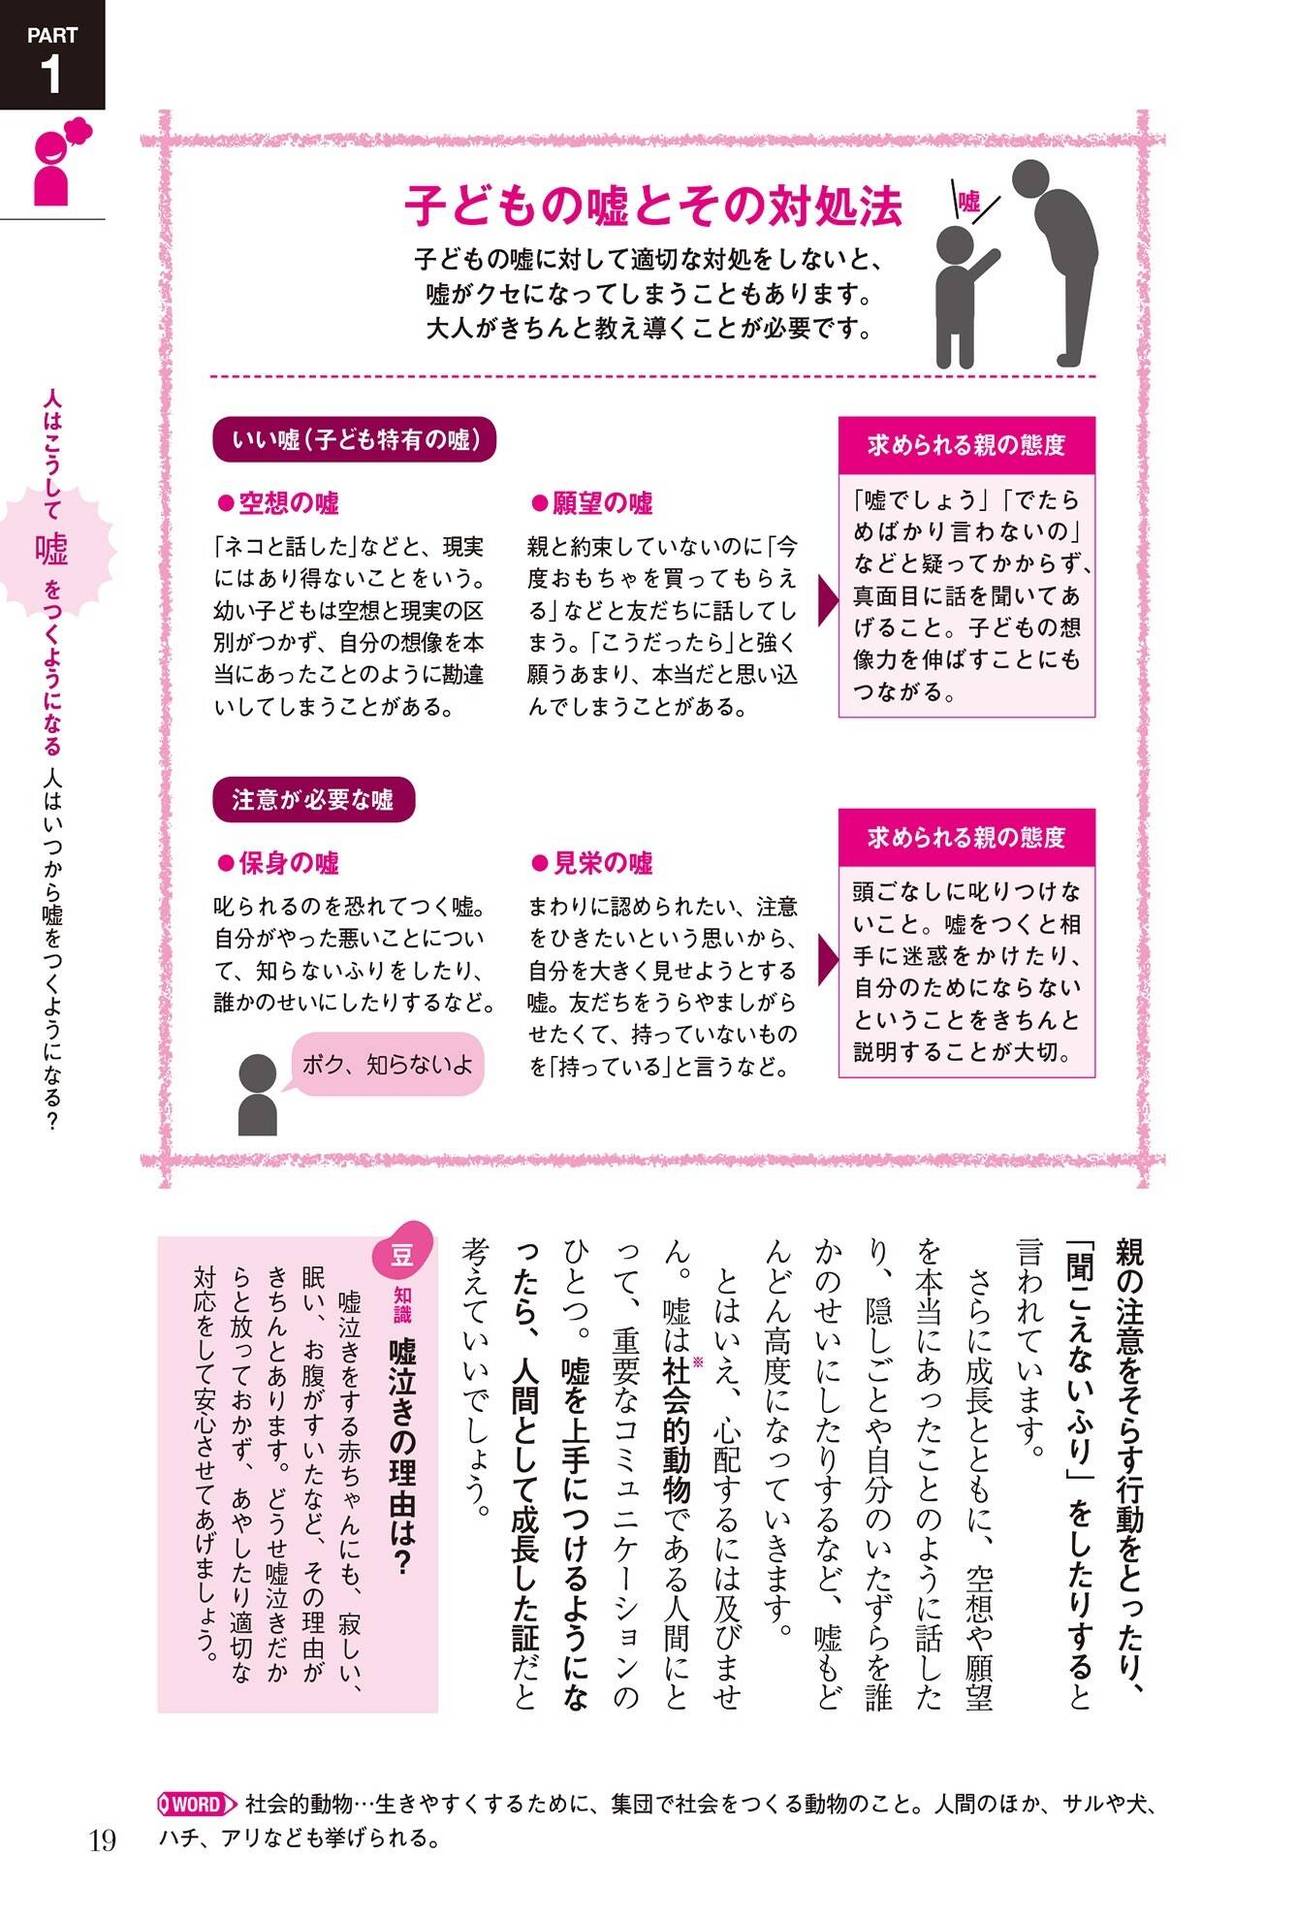 PART
1
人はこうして嘘をつくようになる 人はいつから嘘をつくようになる？
子どもの嘘とその対処法
子どもの嘘に対して適切な対処をしないと、
嘘がクセになってしまうこともあります。
大人がきちんと教え導くことが必要です。
嘘
いい嘘（子ども特有の嘘）
●空想の嘘
「ネコと話した」などと、現実
にはあり得ないことをいう。
幼い子どもは空想と現実の区
別がつかず、自分の想像を本
当にあったことのように勘違
いしてしまうことがある。
●願望の嘘
親と約束していないのに「今
度おもちゃを買ってもらえ
る」などと友だちに話してし
まう。「こうだったら」と強く
願うあまり、本当だと思い込
んでしまうことがある。
求められる親の態度
「嘘でしょう」「でたら
めばかり言わないの」
などと疑ってかからず、
真面目に話を聞いてあ
げること。子どもの想
像力を伸ばすことにも
つながる。
注意が必要な嘘
●保身の嘘
叱られるのを恐れてつく嘘。
自分がやった悪いことについ
て、知らないふりをしたり、
誰かのせいにしたりするなど。
ボク、知らないよ
●見栄の嘘
まわりに認められたい、注意
をひきたいという思いから、
自分を大きく見せようとする
嘘。友だちをうらやましがら
せたくて、持っていないもの
を「持っている」と言うなど。
求められる親の態度
頭ごなしに叱りつけな
いこと。嘘をつくと相
手に迷惑をかけたり、
自分のためにならない
ということをきちんと
説明することが大切。
親の注意をそらす行動をとったり、
「聞こえないふり」をしたりすると
言われています。
さらに成長とともに、空想や願望
を本当にあったことのように話した
り、隠しごとや自分のいたずらを誰
かのせいにしたりするなど、嘘もど
んどん高度になっていきます。
とはいえ、心配するには及びませ
ん。嘘は社会的動物※である人間にと
って、重要なコミュニケーションの
ひとつ。嘘を上手につけるようにな
ったら、人間として成長した証だと
考えていいでしょう。
豆知識 嘘泣きの理由は？
嘘泣きをする赤ちゃんにも、寂しい、
眠い、お腹がすいたなど、その理由が
きちんとあります。どうせ嘘泣きだか
らと放っておかず、あやしたり適切な
対応をして安心させてあげましょう。
WORD 社会的動物…生きやすくするために、集団で社会をつくる動物のこと。人間のほか、サルや犬、
ハチ、アリなども挙げられる。
19